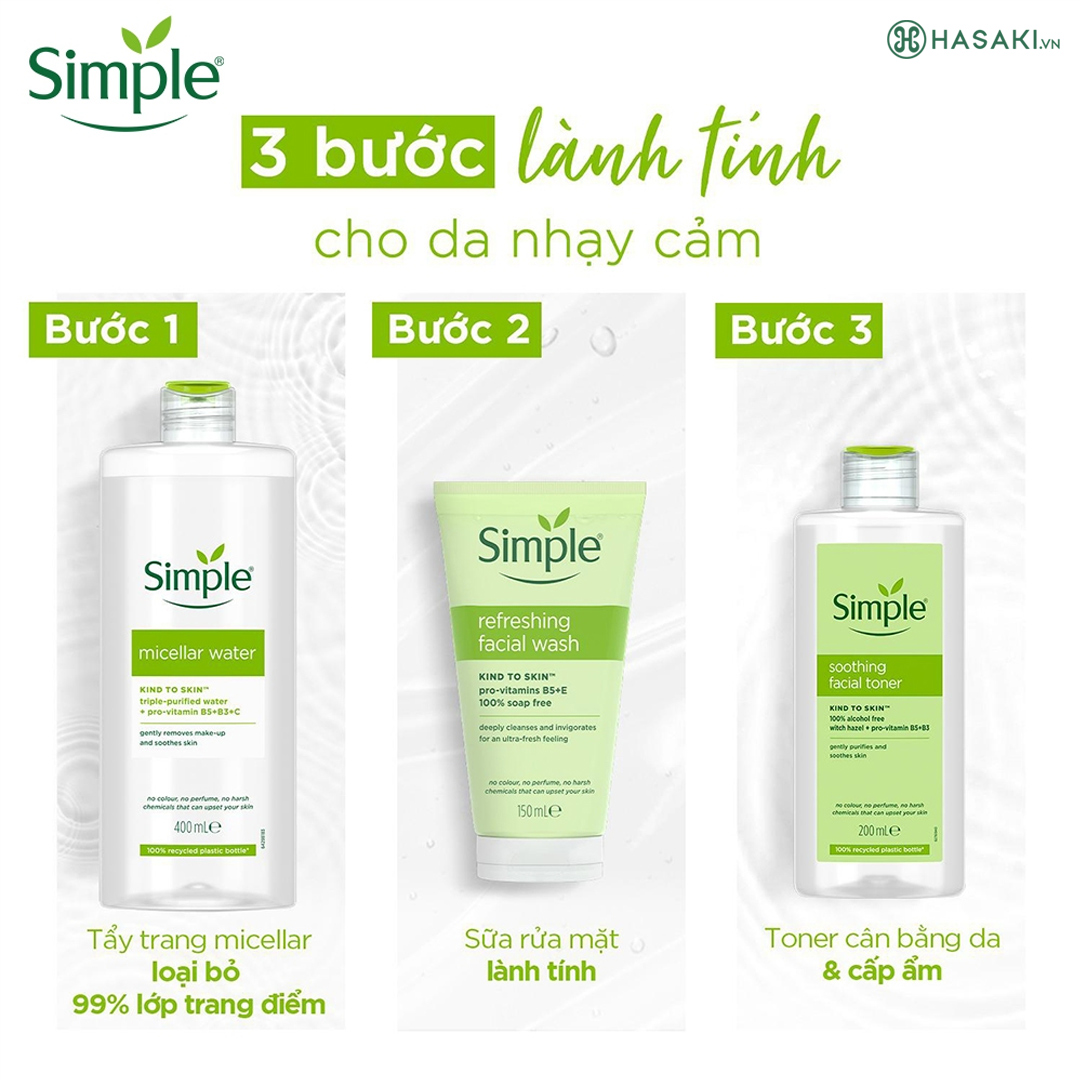 Simple®
HASAKI.VN
3 bước lành tính
cho da nhạy cảm
Bước 1
Simple®
micellar water
KIND TO SKIN™
triple-purified water
+ pro-vitamin B5+B3+C
gently removes make-up
and soothes skin
no colour, no perfume, no harsh
chemicals that can upset your skin
400 mLe
100% recycled plastic bottle*
Tẩy trang micellar
loại bỏ
99% lớp trang điểm
Bước 2
Simple®
refreshing
facial wash
KIND TO SKIN™
pro-vitamins B5+E
100% soap free
deeply cleanses and invigorates
for an ultra-fresh feeling
no colour, no perfume, no harsh
chemicals that can upset your skin
150 mLe
Sữa rửa mặt
lành tính
Bước 3
Simple®
soothing
facial toner
KIND TO SKIN™
100% alcohol free
witch hazel + pro-vitamin B5+B3
gently purifies and
soothes skin
no colour, no perfume, no harsh
chemicals that can upset your skin
200 mLe
100% recycled plastic bottle*
Toner cân bằng da
& cấp ẩm